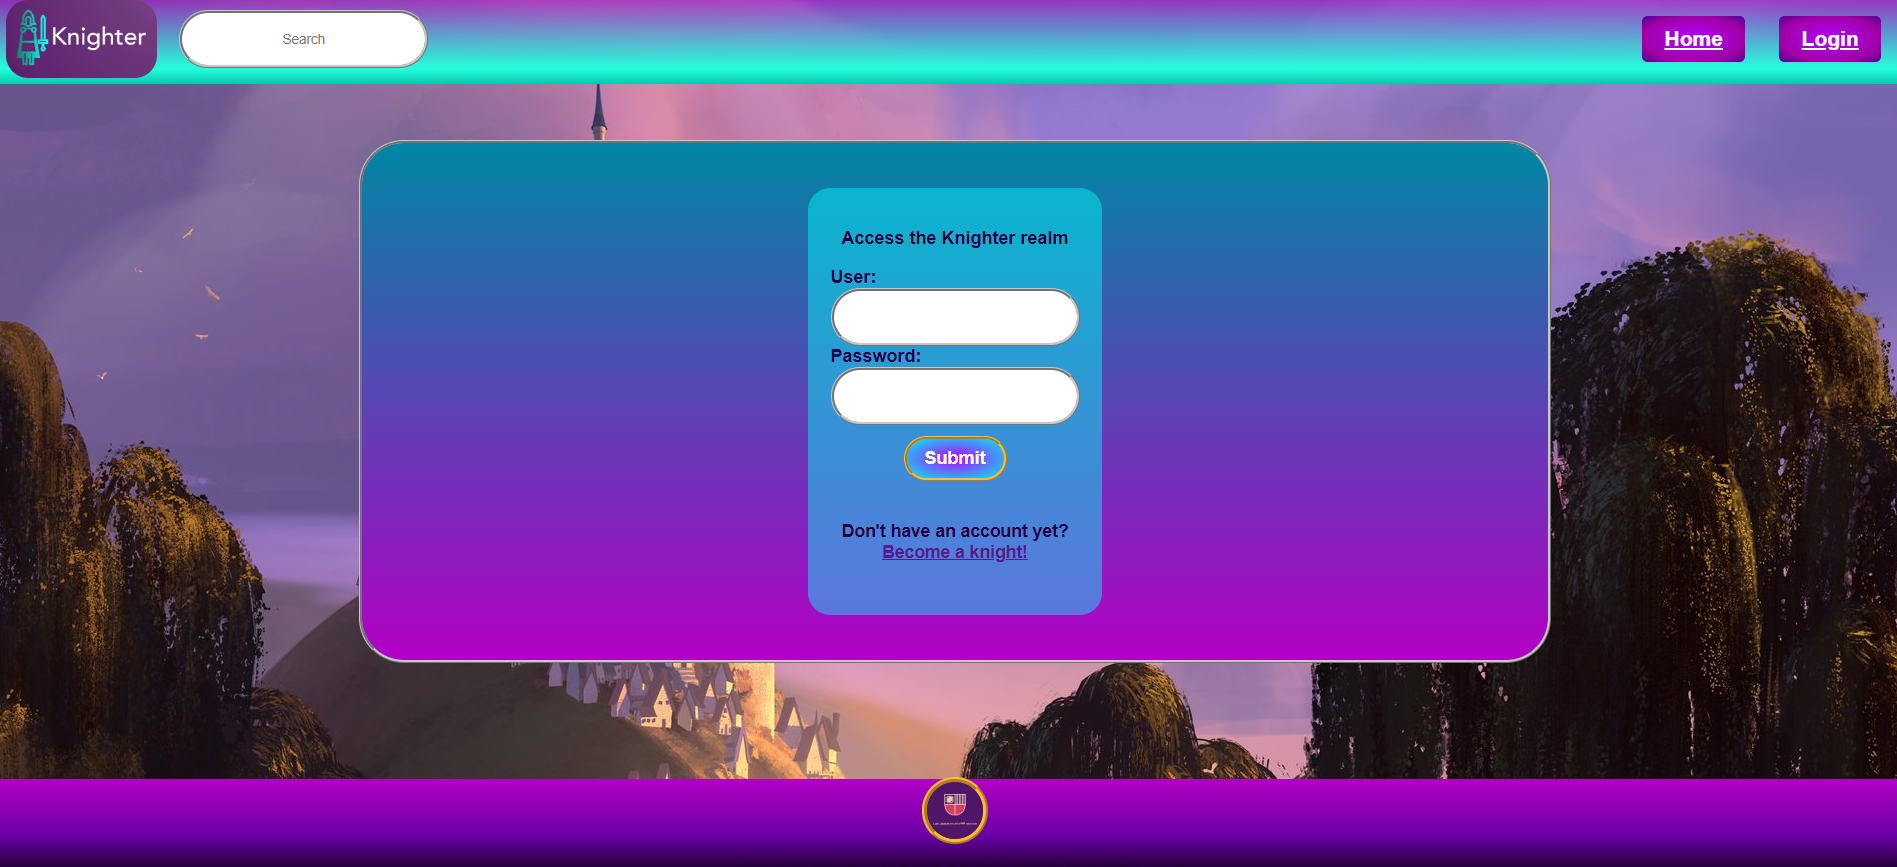 Knighter
Search
Home
Login
Access the Knighter realm
User:
Password:
Submit
Don't have an account yet?
Become a knight!